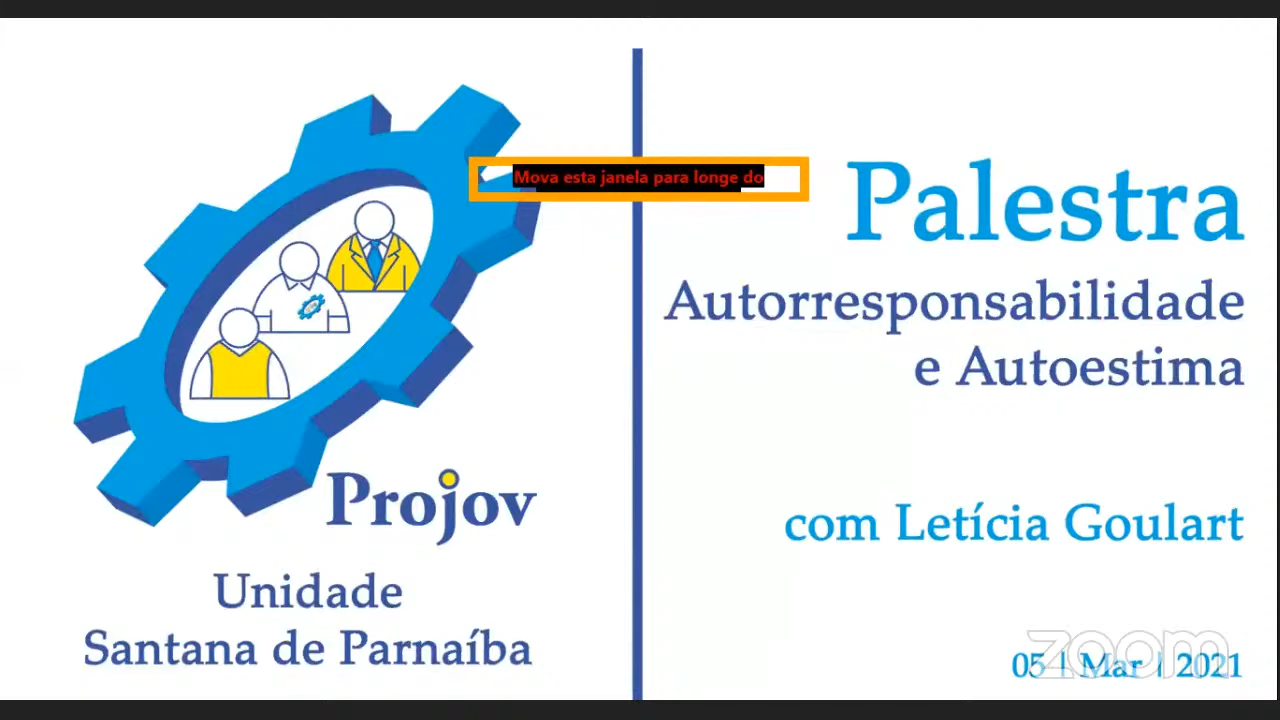 Mova esta janela para longe do
Projov
Unidade
Santana de Parnaíba
Palestra
Autorresponsabilidade
e Autoestima
com Letícia Goulart
05 | Mar | 2021
zoom